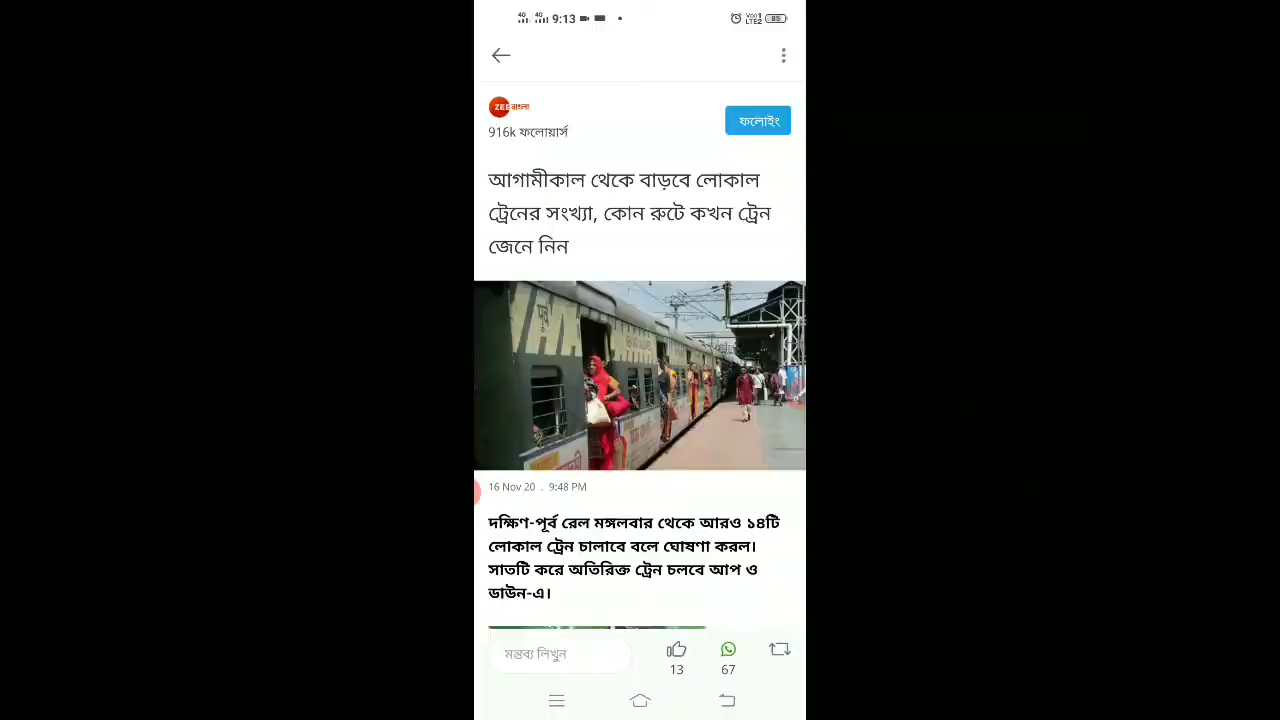 9:13
85
ZEE বাংলা
916k ফলোয়ার্স
ফলোইং
আগামীকাল থেকে বাড়বে লোকাল
ট্রেনের সংখ্যা, কোন রুটে কখন ট্রেন
জেনে নিন
पूर्व
16 Nov 20 . 9:48 PM
দক্ষিণ-পূর্ব রেল মঙ্গলবার থেকে আরও ১৪টি
লোকাল ট্রেন চালাবে বলে ঘোষণা করল।
সাতটি করে অতিরিক্ত ট্রেন চলবে আপ ও
ডাউন-এ।
মন্তব্য লিখুন
13
67